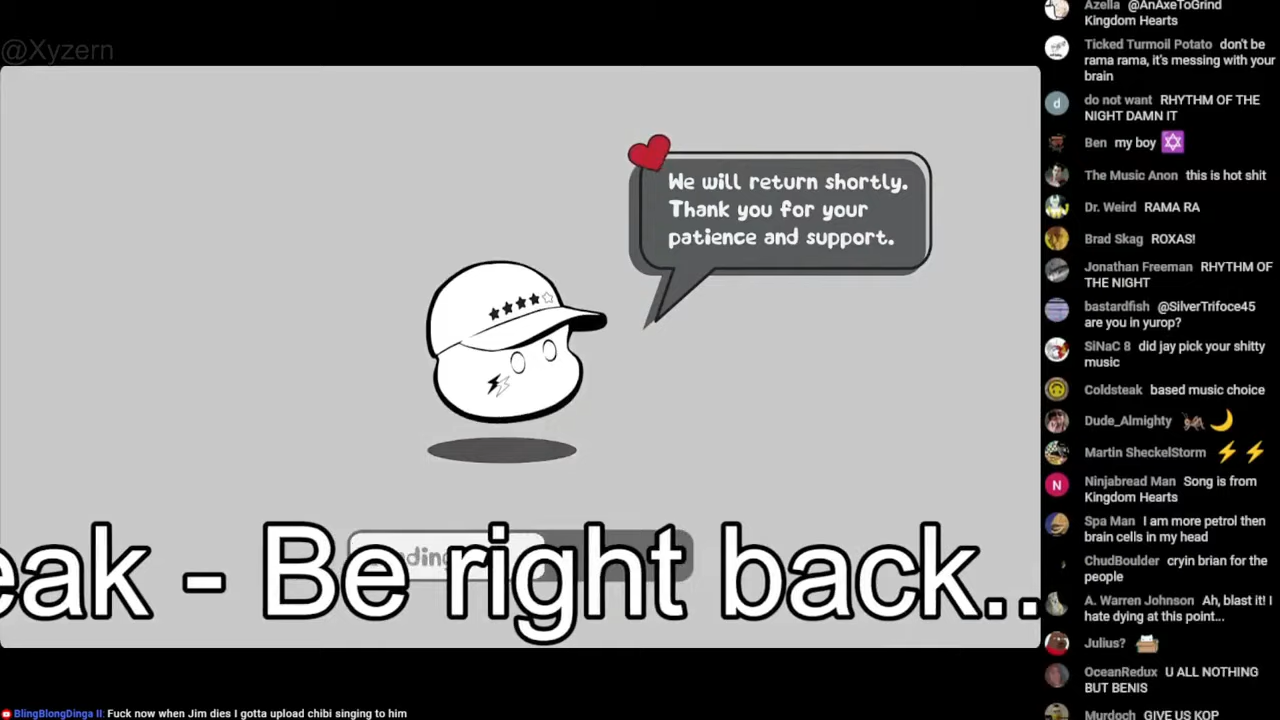 @Xyzern
We will return shortly.
Thank you for your
patience and support.
eak - Be right back..
Azella @AnAxeToGrind
Kingdom Hearts
Ticked Turmoil Potato don't be
rama rama, it's messing with your
brain
do not want RHYTHM OF THE
NIGHT DAMN IT
Ben my boy
The Music Anon this is hot shit
Dr. Weird RAMA RA
Brad Skag ROXAS!
Jonathan Freeman RHYTHM OF
THE NIGHT
bastardfish @SilverTrifoce45
are you in yurop?
SiNaC 8 did jay pick your shitty
music
Coldsteak based music choice
Dude_Almighty
Martin SheckelStorm
N
Ninjabread Man Song is from
Kingdom Hearts
Spa Man I am more petrol then
brain cells in my head
ChudBoulder cryin brian for the
people
A. Warren Johnson Ah, blast it! I
hate dying at this point...
Julius?
OceanRedux U ALL NOTHING
BUT BENIS
Murdoch GIVE US KOP
BlingBlongDinga II: Fuck now when Jim dies I gotta upload chibi singing to him